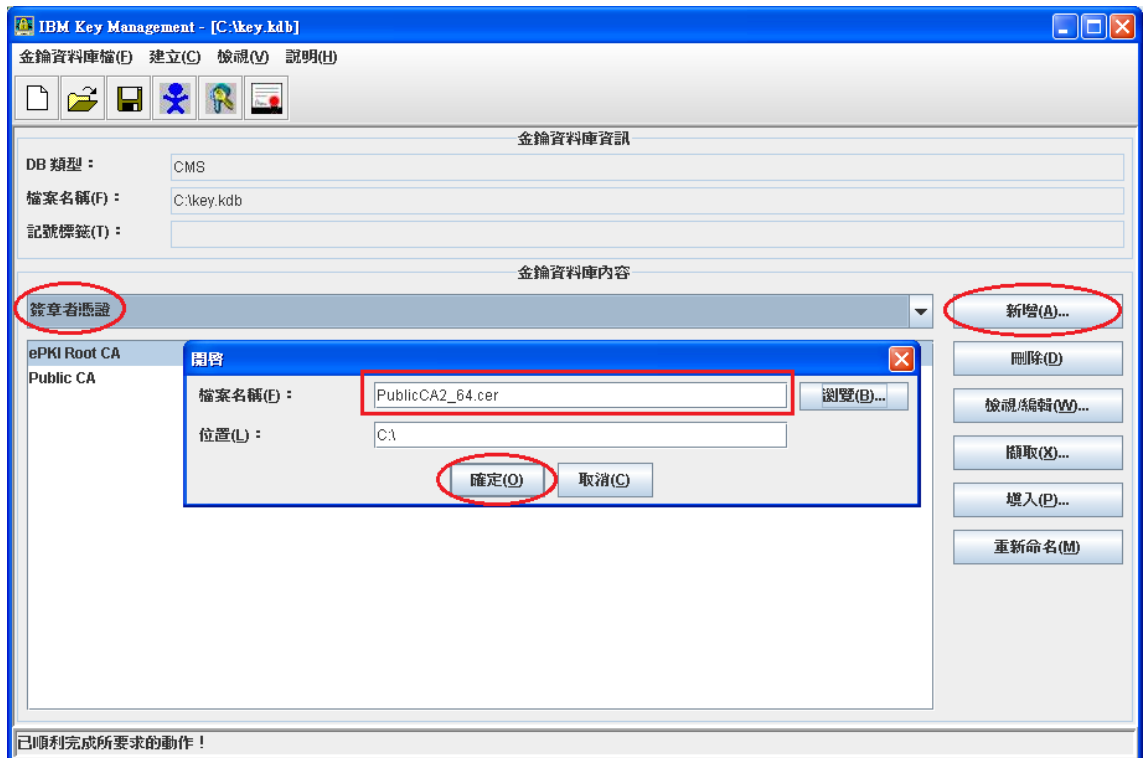 IBM Key Management - [C:\key.kdb]
金鑰資料庫檔(F) 建立(C) 檢視(V) 說明(H)
金鑰資料庫資訊
DB 類型：
CMS
檔案名稱(F)：
C:\key.kdb
記號標籤(T)：
金鑰資料庫內容
簽章者憑證
新增(A)...
ePKI Root CA
Public CA
刪除(D)
檢視/編輯(W)...
擷取(X)...
填入(P)...
重新命名(M)
開啓
檔案名稱(F)：
PublicCA2_64.cer
瀏覽(B)...
位置(L)：
C:\
確定(O)
取消(C)
已順利完成所要求的動作！